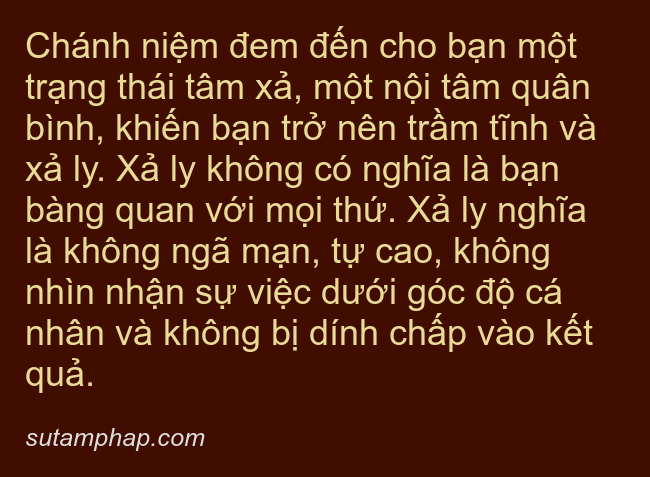 Chánh niệm đem đến cho bạn một
trạng thái tâm xả, một nội tâm quân
bình, khiến bạn trở nên trầm tĩnh và
xả ly. Xả ly không có nghĩa là bạn
bàng quan với mọi thứ. Xả ly nghĩa
là không ngã mạn, tự cao, không
nhìn nhận sự việc dưới góc độ cá
nhân và không bị dính chấp vào kết
quả.
sutamphap.com